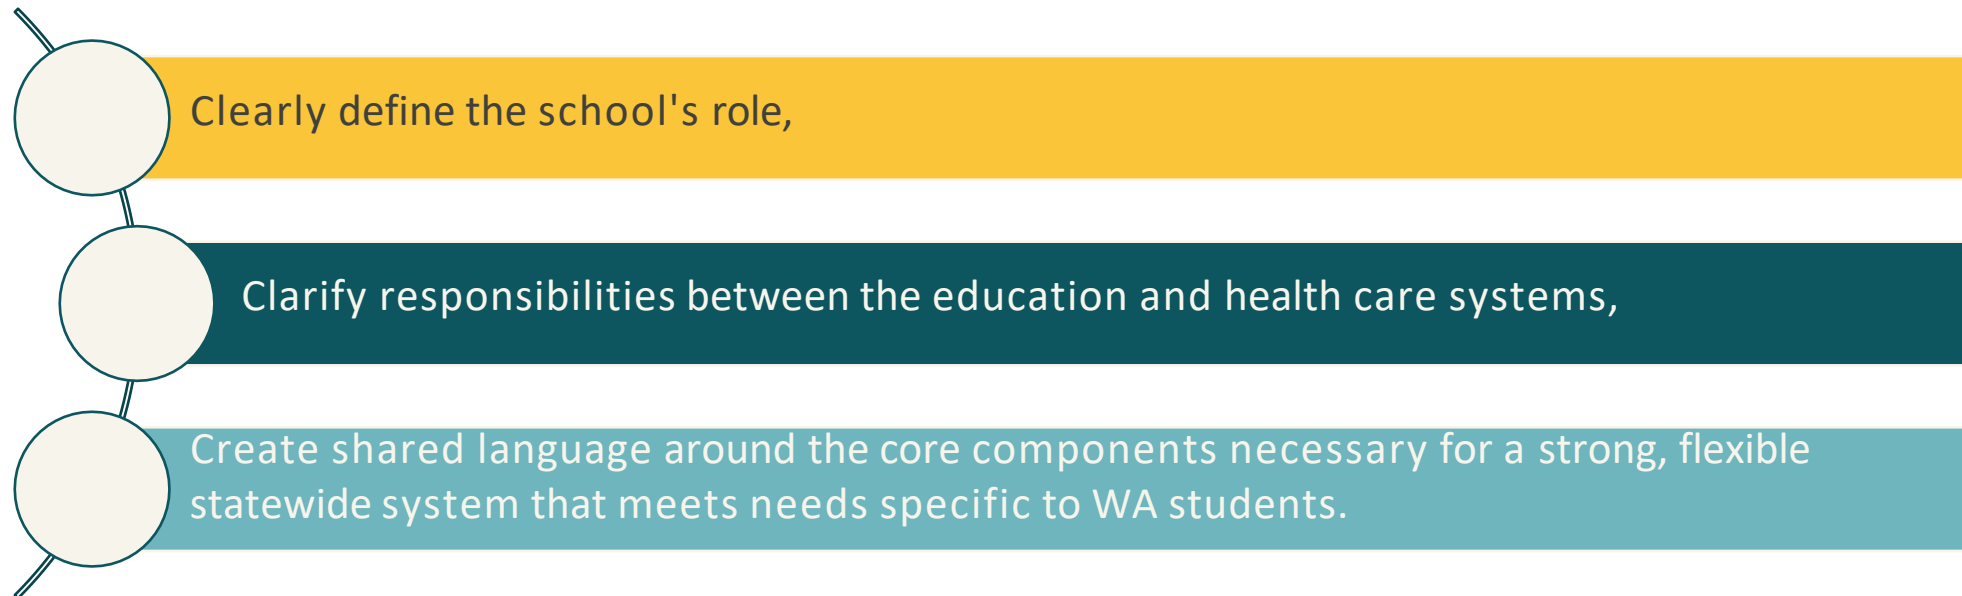 Clearly define the school's role,
Clarify responsibilities between the education and health care systems,
Create shared language around the core components necessary for a strong, flexible
statewide system that meets needs specific to WA students.